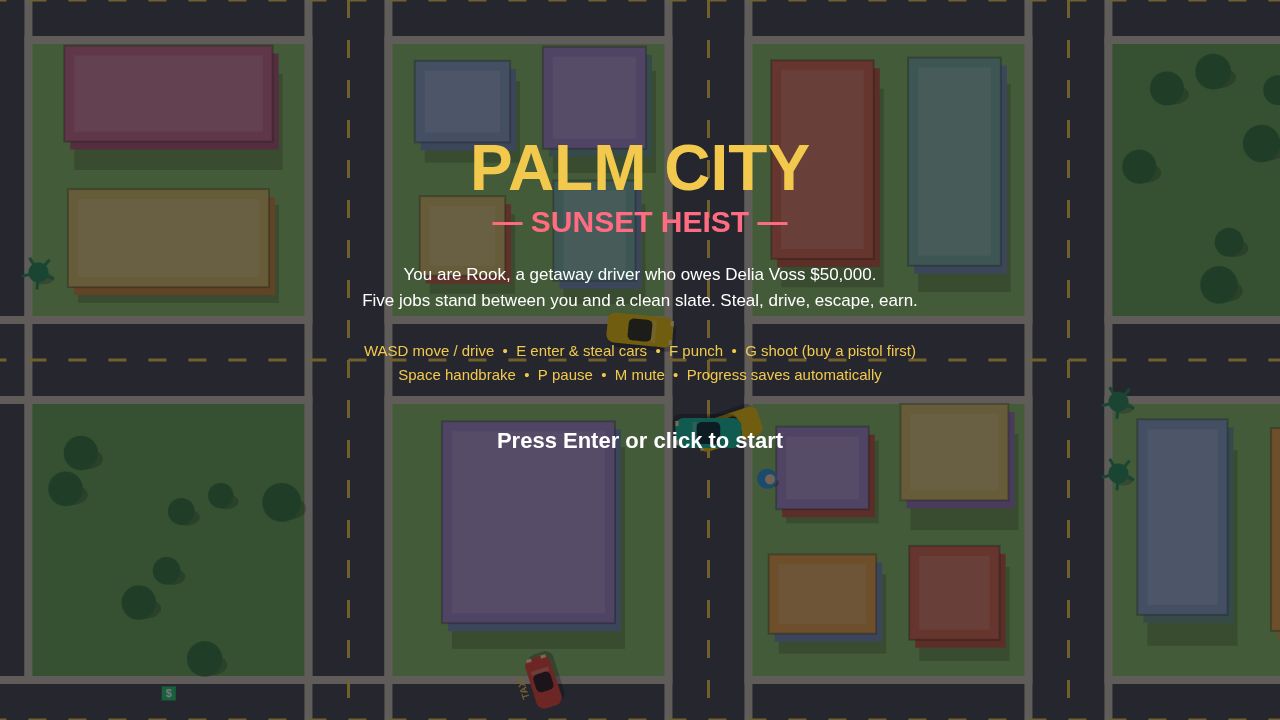 PALM CITY
— SUNSET HEIST —
You are Rook, a getaway driver who owes Delia Voss $50,000.
Five jobs stand between you and a clean slate. Steal, drive, escape, earn.
WASD move / drive • E enter & steal cars • F punch • G shoot (buy a pistol first)
Space handbrake • P pause • M mute • Progress saves automatically
Press Enter or click to start
TAXI
$